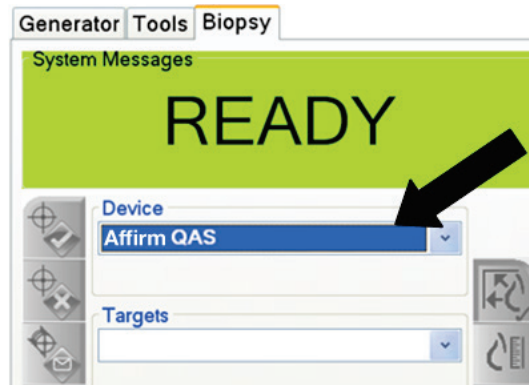 Generator Tools Biopsy
System Messages
READY
Device
Affirm QAS
Targets